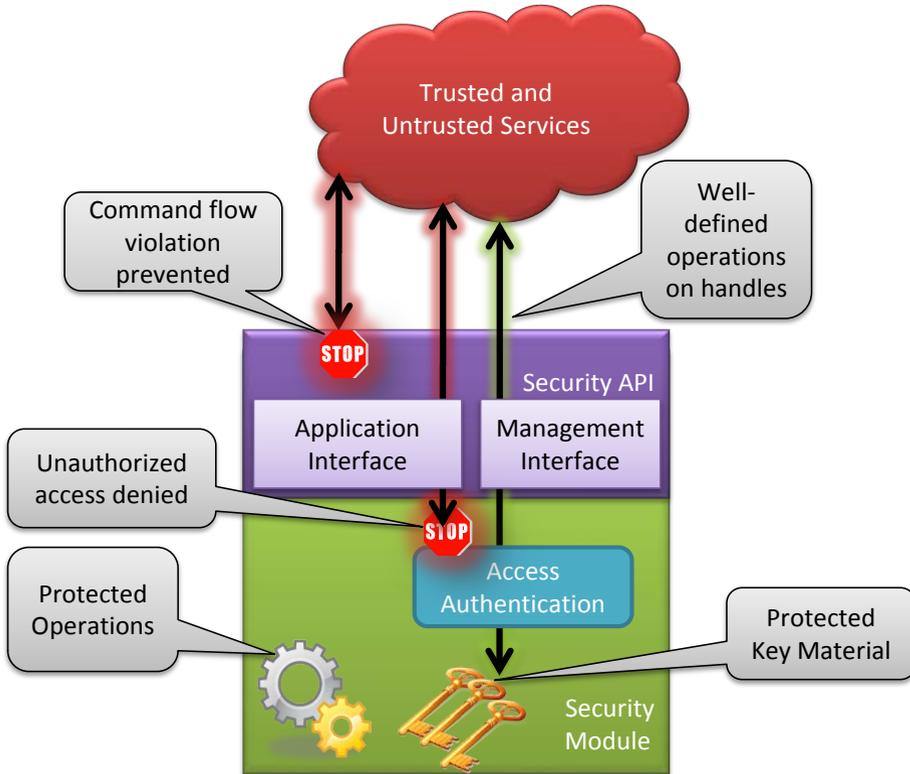 Trusted and
Untrusted Services
Command flow
violation
prevented
Well-
defined
operations
on handles
STOP
Security API
Application
Interface
Management
Interface
Unauthorized
access denied
STOP
Access
Authentication
Protected
Operations
Protected
Key Material
Security
Module